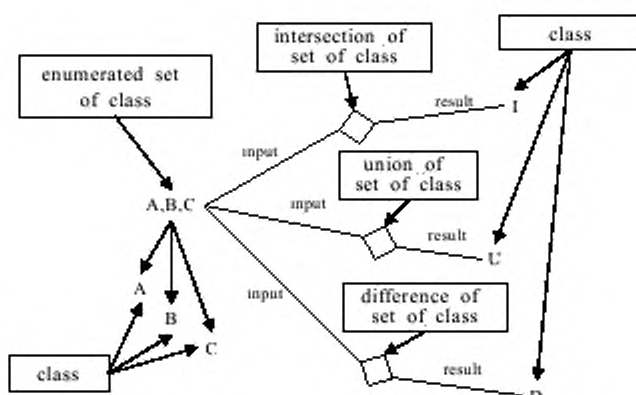 intersection of
set of class
class
enumerated set
of class
result
I
input
union of
set of class
A,B,C
input
result
U
input
A
difference of
set of class
B
C
class
result
D